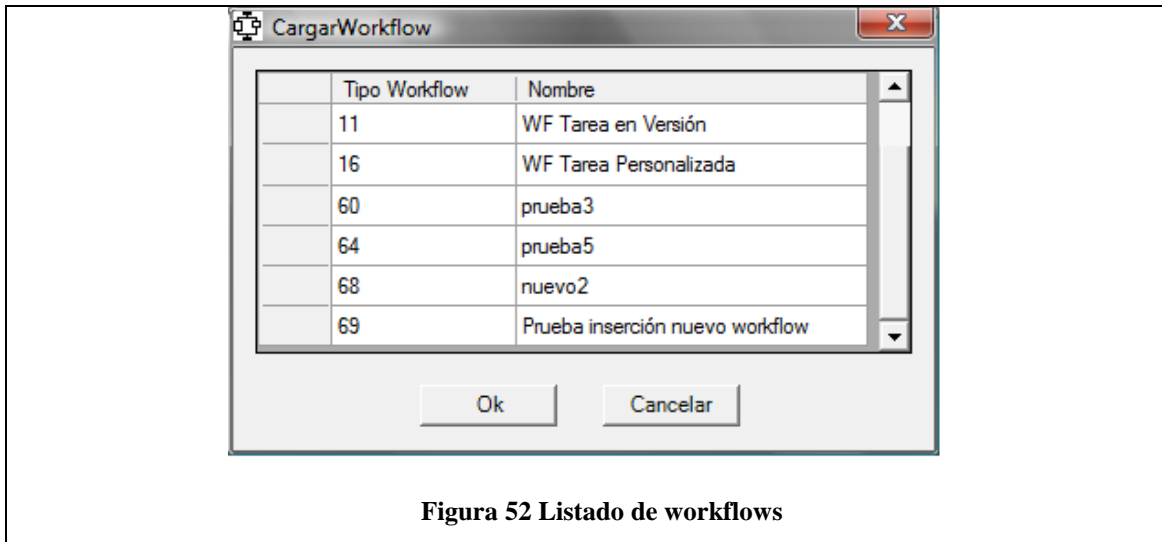 CargarWorkflow
Tipo Workflow Nombre
11 WF Tarea en Versión
16 WF Tarea Personalizada
60 prueba3
64 prueba5
68 nuevo2
69 Prueba inserción nuevo workflow
Ok Cancelar
Figura 52 Listado de workflows